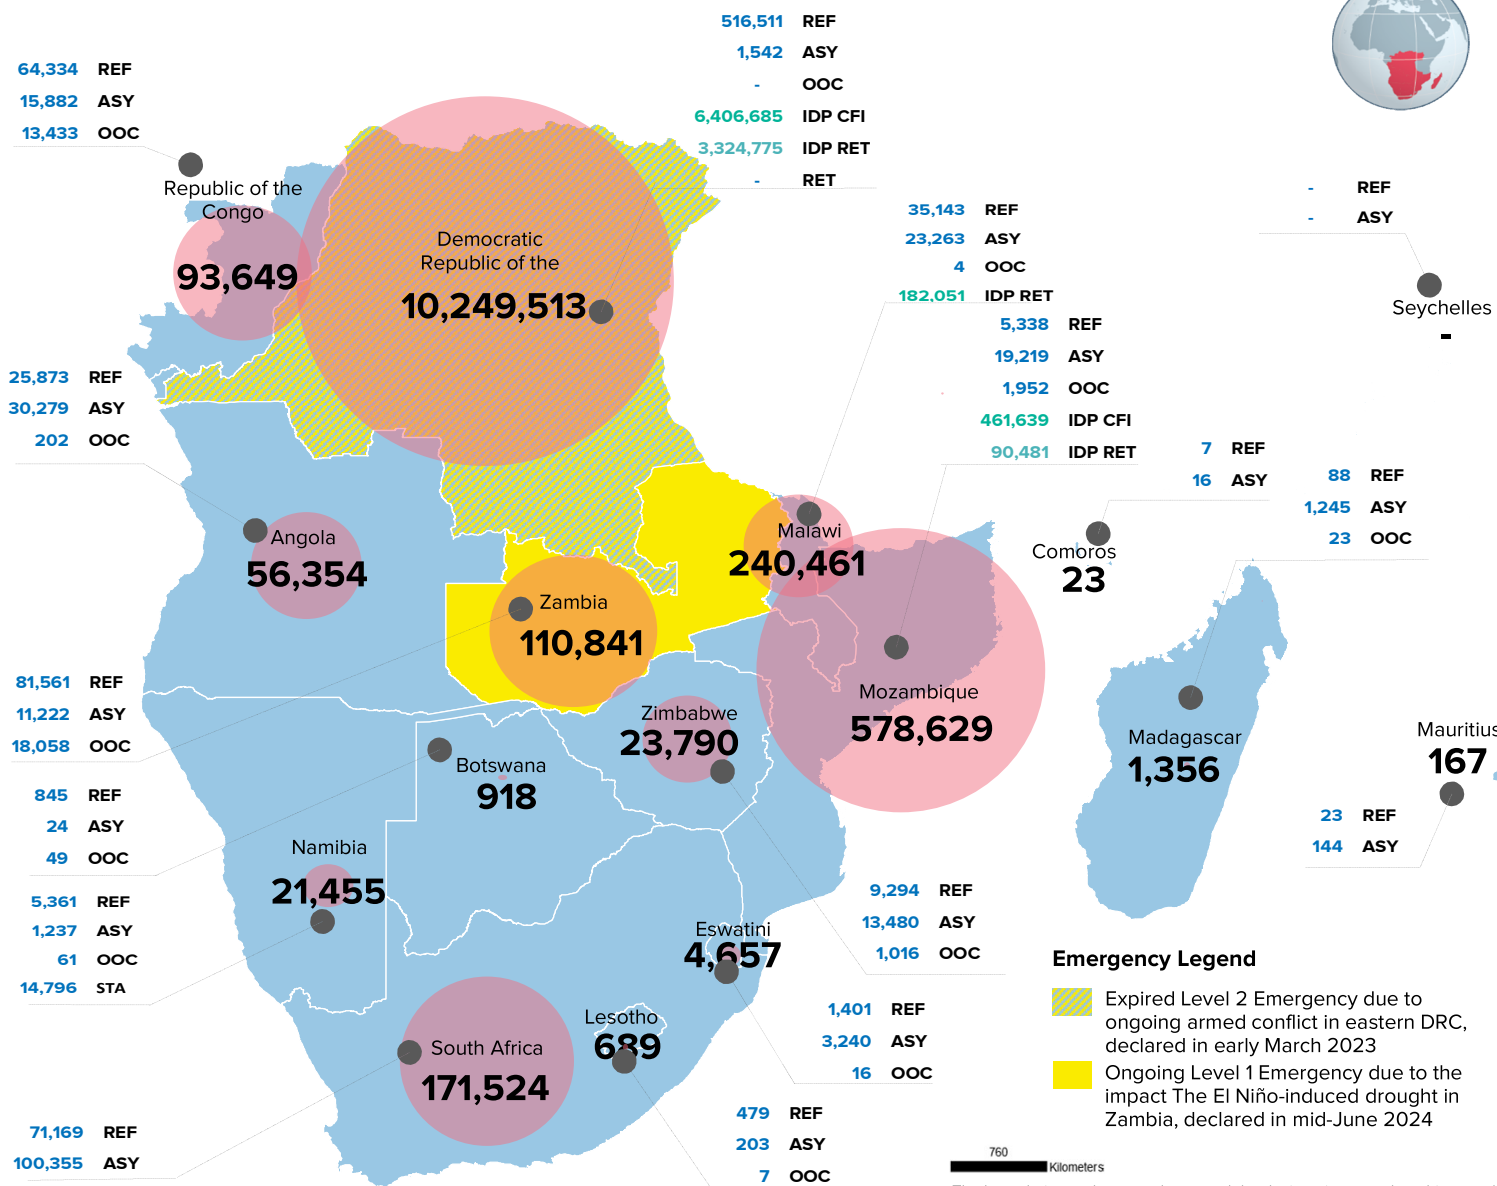 516,511 REF
1,542 ASY
- OOC
6,406,685 IDP CFI
3,324,775 IDP RET
- RET
64,334 REF
15,882 ASY
13,433 OOC
Republic of the
Congo
93,649
Democratic
Republic of the
10,249,513
35,143 REF
23,263 ASY
4 OOC
182,051 IDP RET
- REF
- ASY
Seychelles
-
5,338 REF
19,219 ASY
1,952 OOC
461,639 IDP CFI
90,481 IDP RET
25,873 REF
30,279 ASY
202 OOC
7 REF
16 ASY
88 REF
1,245 ASY
23 OOC
Angola
56,354
Malawi
240,461
Comoros
23
Zambia
110,841
81,561 REF
11,222 ASY
18,058 OOC
Mozambique
578,629
Zimbabwe
23,790
Madagascar
1,356
Mauritius
167
Botswana
918
845 REF
24 ASY
49 OOC
23 REF
144 ASY
Namibia
21,455
5,361 REF
1,237 ASY
61 OOC
14,796 STA
9,294 REF
13,480 ASY
1,016 OOC
Eswatini
4,657
1,401 REF
3,240 ASY
16 OOC
Lesotho
689
South Africa
171,524
71,169 REF
100,355 ASY
479 REF
203 ASY
7 OOC
Emergency Legend
Expired Level 2 Emergency due to
ongoing armed conflict in eastern DRC,
declared in early March 2023
Ongoing Level 1 Emergency due to the
impact The El Niño-induced drought in
Zambia, declared in mid-June 2024
760
Kilometers